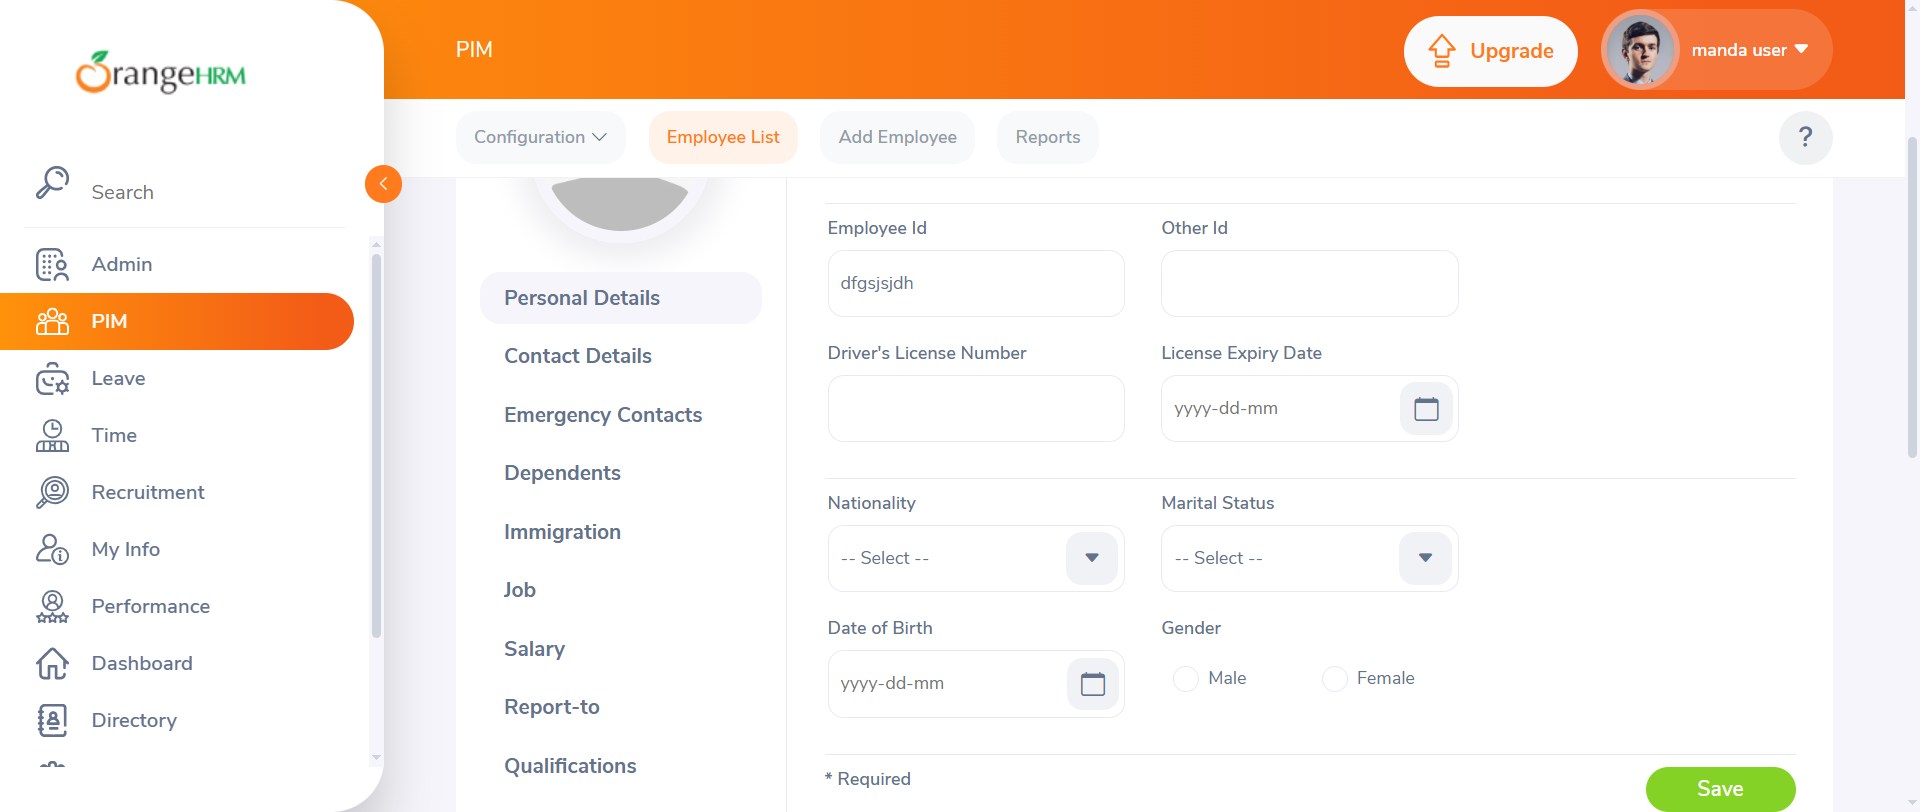 OrangeHRM
PIM
Upgrade
manda user
Configuration
Employee List
Add Employee
Reports
?
Search
Admin
PIM
Leave
Time
Recruitment
My Info
Performance
Dashboard
Directory
Personal Details
Contact Details
Emergency Contacts
Dependents
Immigration
Job
Salary
Report-to
Qualifications
Employee Id
Other Id
dfgsjsjdh
Driver's License Number
License Expiry Date
yyyy-dd-mm
Nationality
Marital Status
-- Select --
-- Select --
Date of Birth
Gender
yyyy-dd-mm
Male
Female
* Required
Save